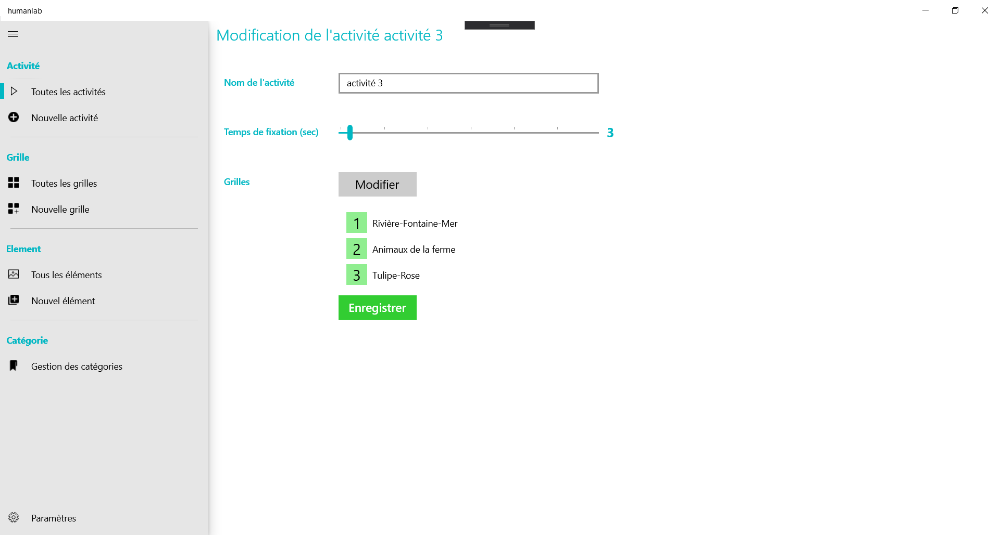 humanlab
Activité
Toutes les activités
Nouvelle activité
Grille
Toutes les grilles
Nouvelle grille
Element
Tous les éléments
Nouvel élément
Catégorie
Gestion des catégories
Paramètres
Modification de l'activité activité 3
Nom de l'activité
activité 3
Temps de fixation (sec)
3
Grilles
Modifier
1 Rivière-Fontaine-Mer
2 Animaux de la ferme
3 Tulipe-Rose
Enregistrer